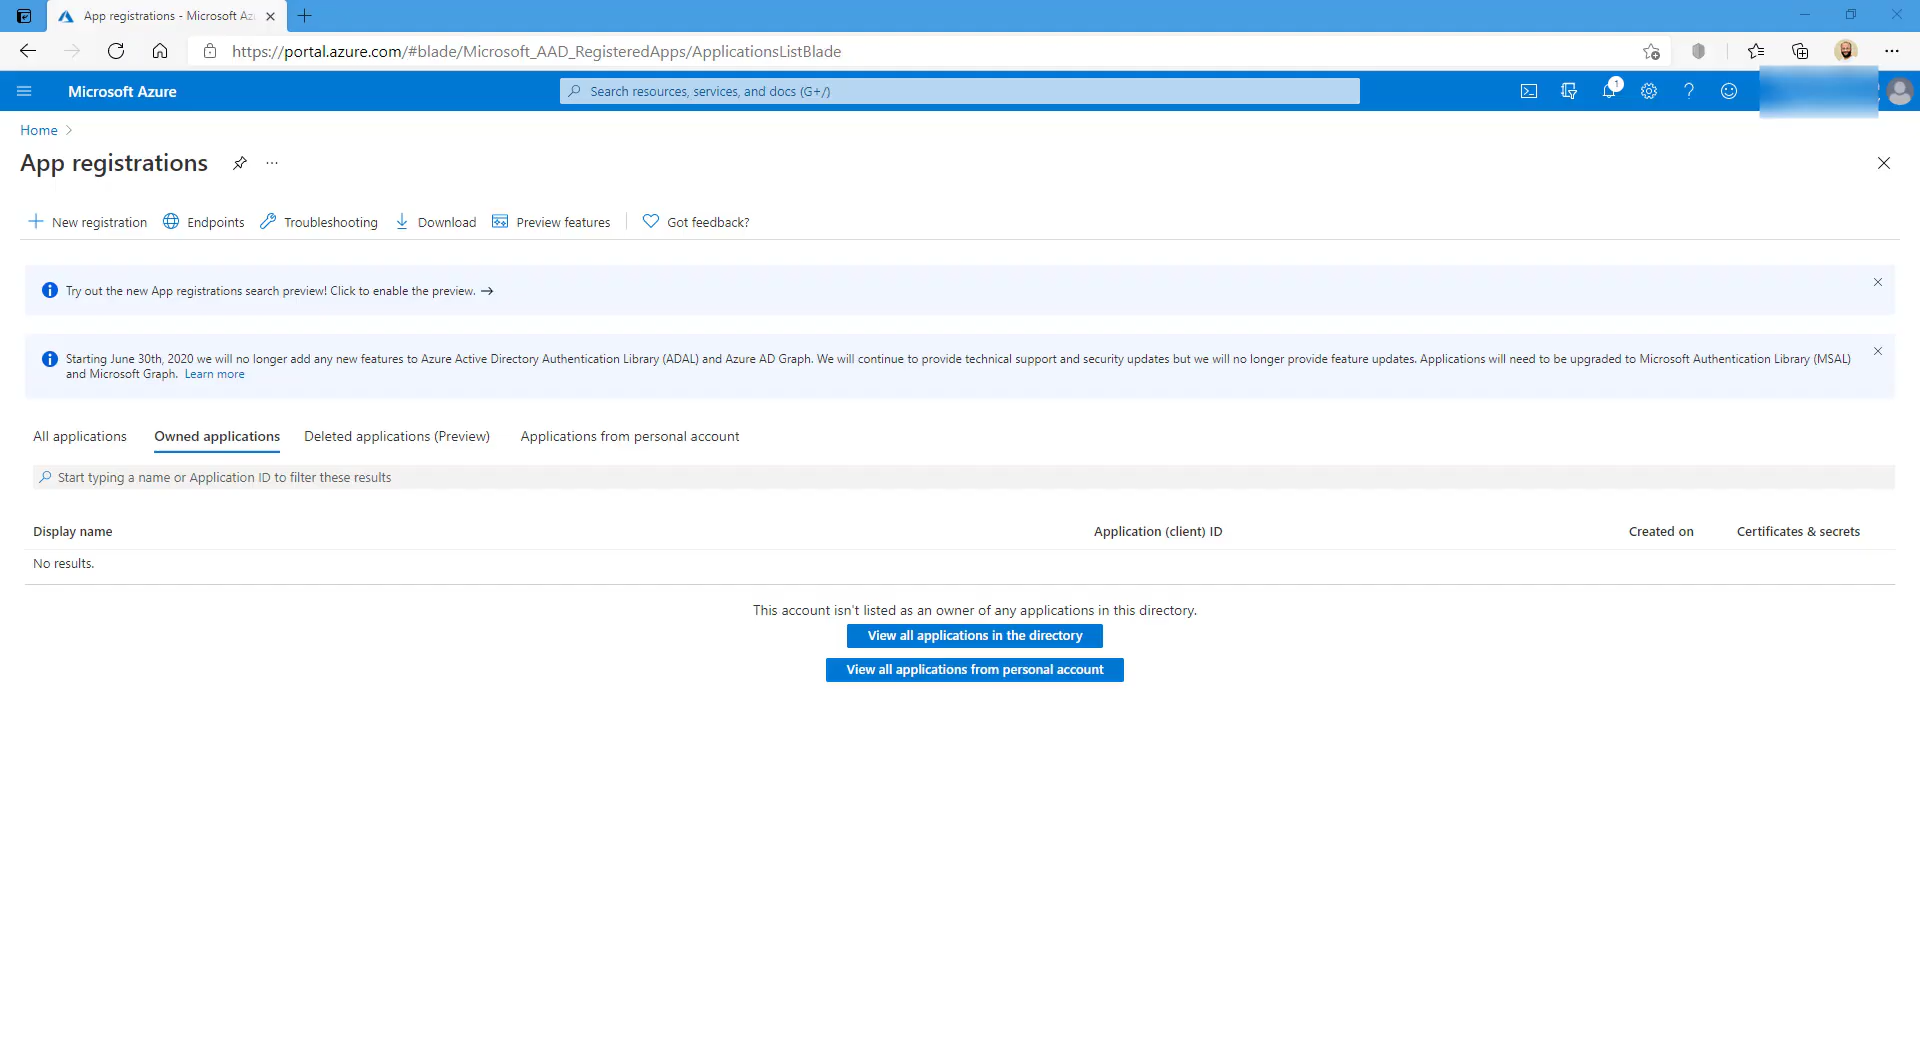 App registrations - Microsoft Az
https://portal.azure.com/#blade/Microsoft_AAD_RegisteredApps/ApplicationsListBlade
Microsoft Azure
Search resources, services, and docs (G+/)
1
Home
App registrations
New registration
Endpoints
Troubleshooting
Download
Preview features
Got feedback?
Try out the new App registrations search preview! Click to enable the preview. →
Starting June 30th, 2020 we will no longer add any new features to Azure Active Directory Authentication Library (ADAL) and Azure AD Graph. We will continue to provide technical support and security updates but we will no longer provide feature updates. Applications will need to be upgraded to Microsoft Authentication Library (MSAL)
and Microsoft Graph. Learn more
All applications
Owned applications
Deleted applications (Preview)
Applications from personal account
Start typing a name or Application ID to filter these results
Display name
Application (client) ID
Created on
Certificates & secrets
No results.
This account isn't listed as an owner of any applications in this directory.
View all applications in the directory
View all applications from personal account